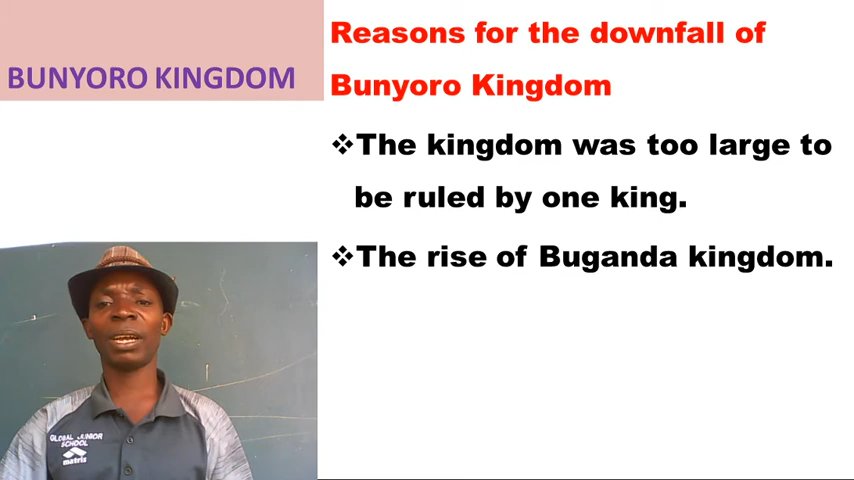 BUNYORO KINGDOM
Reasons for the downfall of
Bunyoro Kingdom
❖The kingdom was too large to
be ruled by one king.
❖The rise of Buganda kingdom.
GLOBAL JUNIOR
SCHOOL
matrix